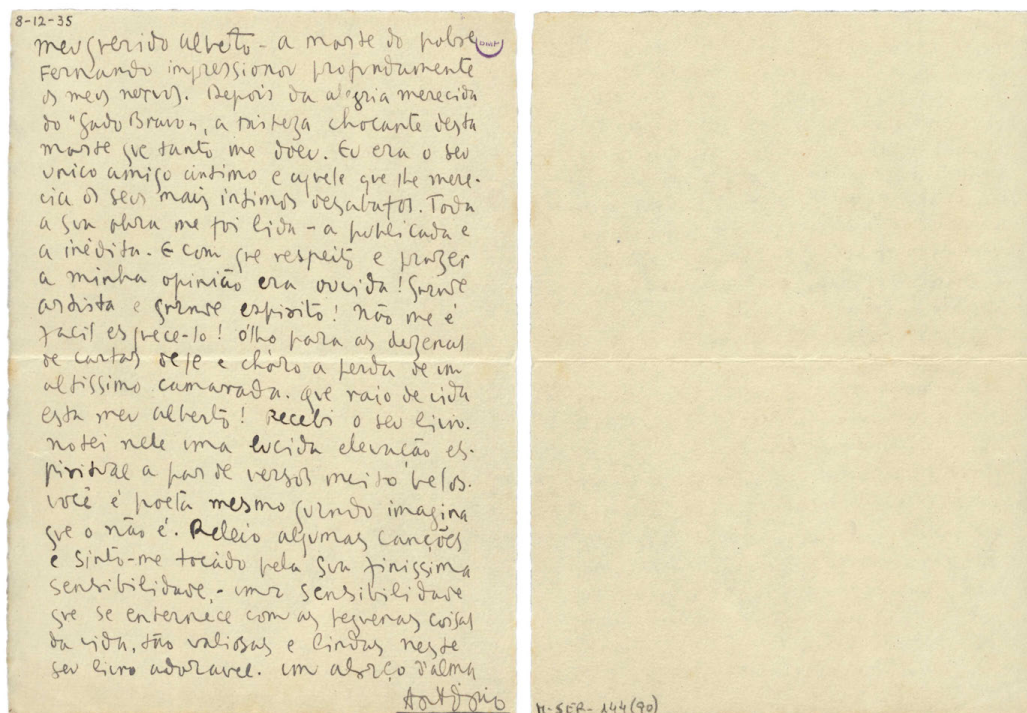 8-12-35
Meu querido Alberto - a morte do pobre
Fernando impressionou profundamente
os meus nervos. Depois da alegria merecida
do "Gado Bravo", a tristeza chocante desta
morte que tanto me doeu. Eu era o seu
unico amigo intimo e aquele que lhe mere-
cia os seus mais intimos desabafos. Toda
a sua obra me foi lida - a publicada e
a inédita. E com que respeito e prazer
a minha opinião era ouvida! Grande
artista e grande espirito! Não me é
facil esquece-lo! Ólho para as dezenas
de cartas dele e chóro a perda de um
altissimo camarada. Que raio de vida
esta meu Alberto! Recebi o seu livro.
Notei nele uma lucida elevação es-
piritual a par de versos muito belos.
Você é poeta mesmo quando imagina
que o não é. Releio algumas canções
e sinto-me tocádo pela sua finissima
sensibilidade, - uma sensibilidade
que se enternece com as pequenas coisas
da vida, tão valiosas e lindas neste
seu livro adoravel. Um abraço d'alma
António
M-SER-144(90)